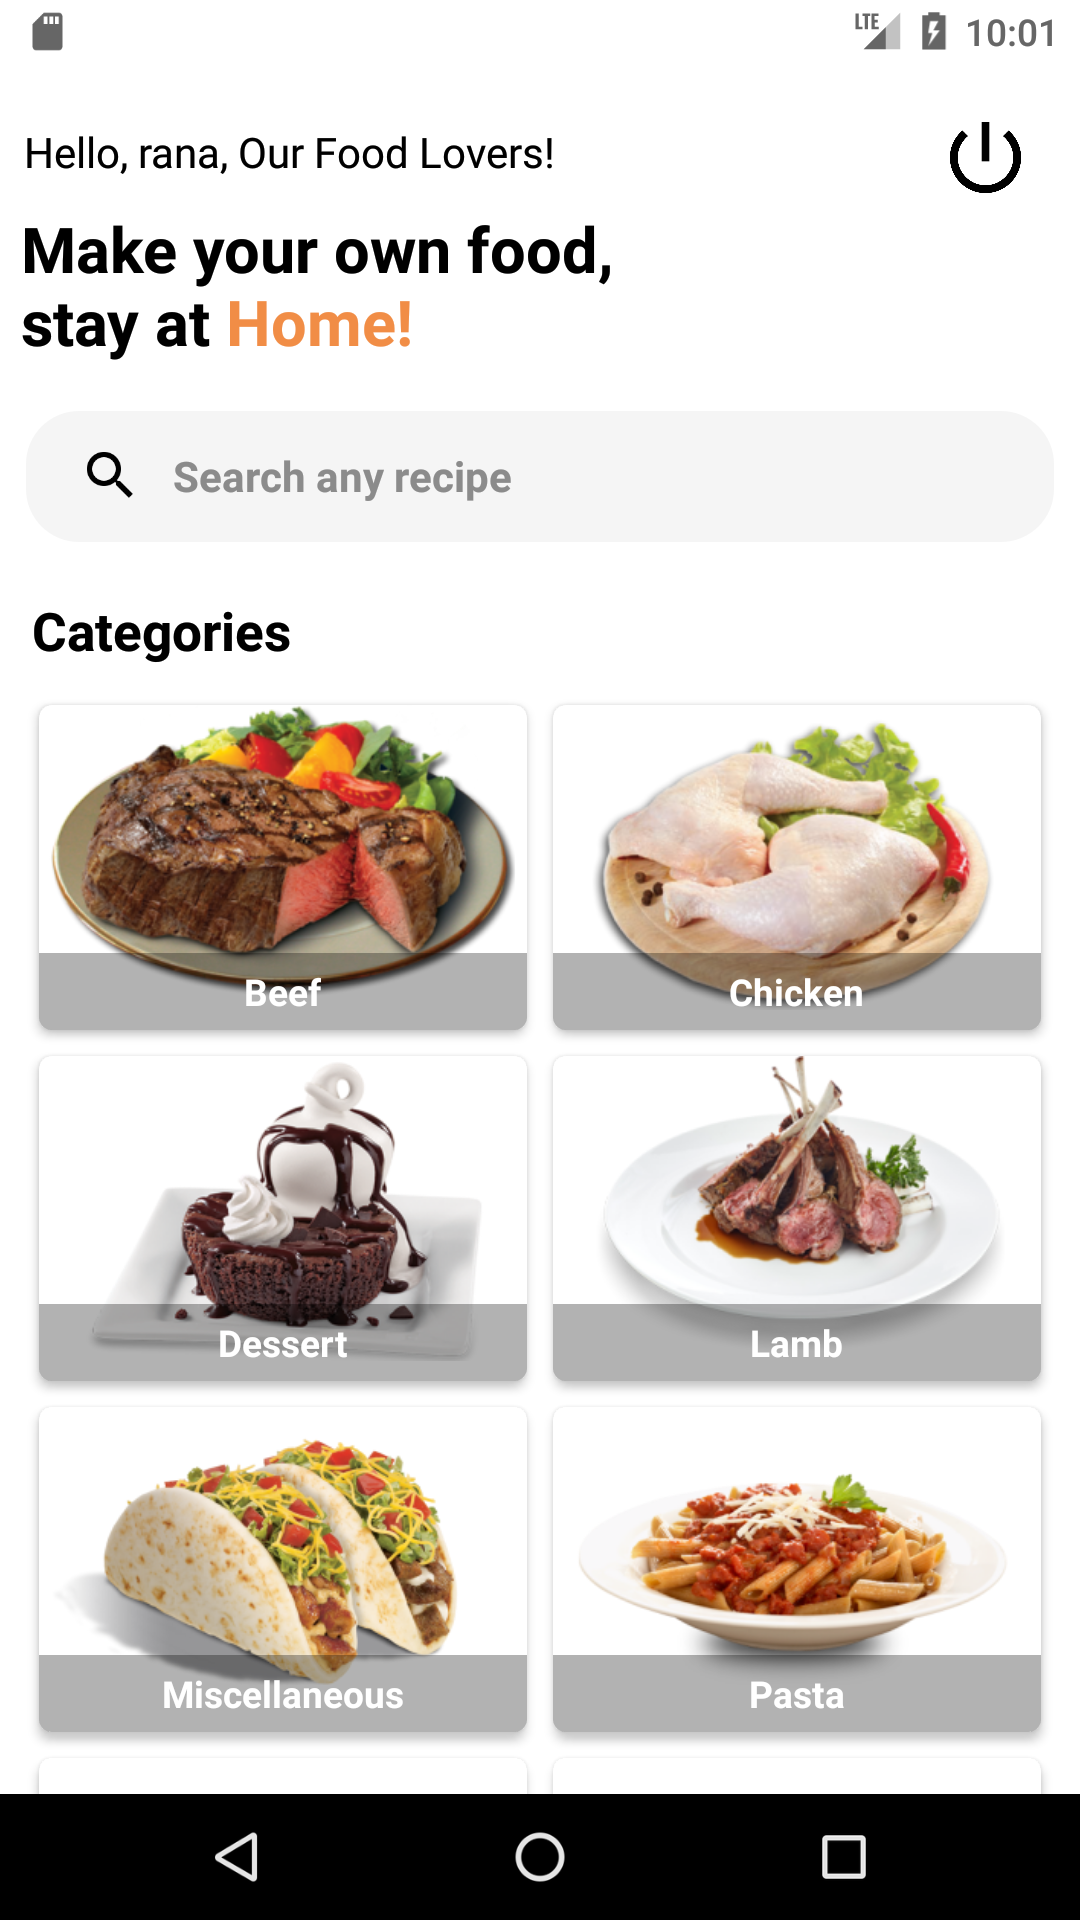 LTE 10:01
Hello, rana, Our Food Lovers!
Make your own food,
stay at Home!
Search any recipe
Categories
Beef
Chicken
Dessert
Lamb
Miscellaneous
Pasta